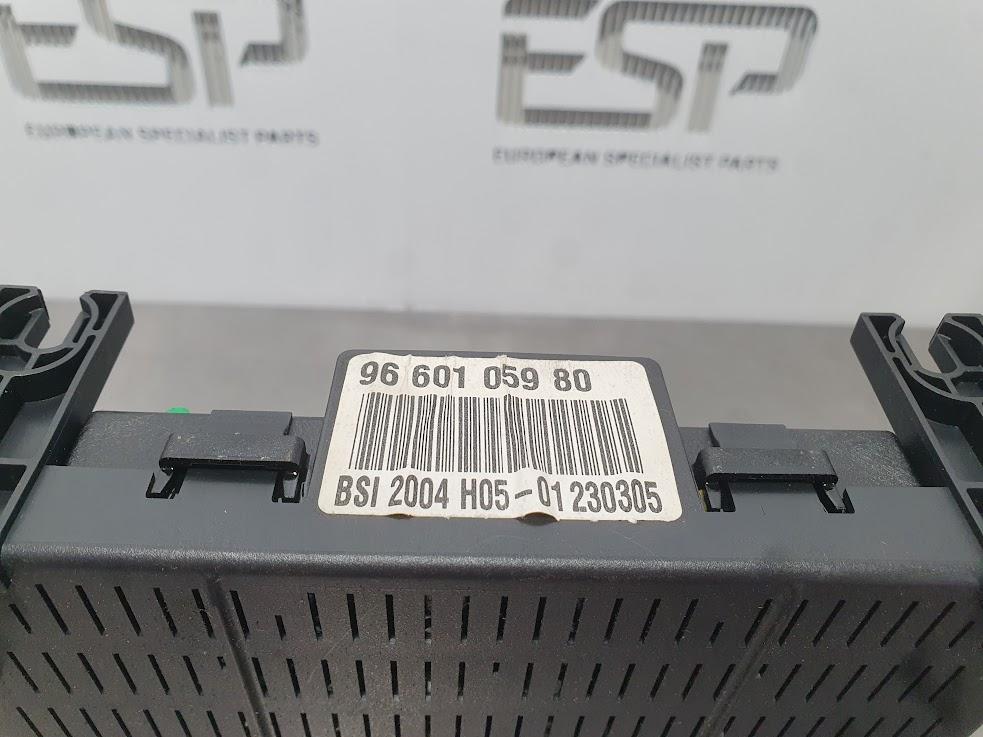 ESP
EUROPEAN SPECIALIST PARTS
ESP
EUROPEAN SPECIALIST PARTS
96 601 059 80
BSI 2004 H05-01 230305